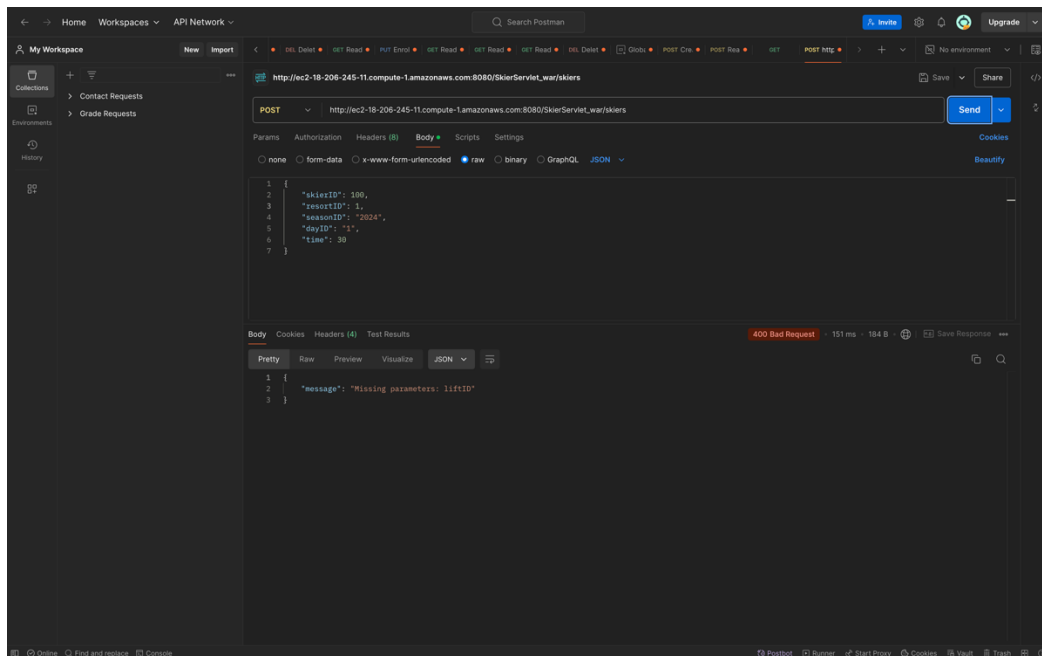 Home Workspaces API Network Search Postman Invite Upgrade
My Workspace New Import DEL Delet GET Read PUT Enrol GET Read GET Read GET Read DEL Delet Globa POST Cre. POST Rea GET POST http No environment
Collections
Environments
History
Contact Requests
Grade Requests
http://ec2-18-206-245-11.compute-1.amazonaws.com:8080/SkierServlet_war/skiers Save Share
POST http://ec2-18-206-245-11.compute-1.amazonaws.com:8080/SkierServlet_war/skiers Send
Params Authorization Headers (8) Body Scripts Settings Cookies
none form-data x-www-form-urlencoded raw binary GraphQL JSON Beautify
1 {
2 "skierID": 100,
3 "resortID": 1,
4 "seasonID": "2024",
5 "dayID": "1",
6 "time": 30
7 }
Body Cookies Headers (4) Test Results 400 Bad Request 151 ms 184 B Save Response
Pretty Raw Preview Visualize JSON
1 {
2 "message": "Missing parameters: liftID"
3 }
Online Find and replace Console Postbot Runner Start Proxy Cookies Vault Trash